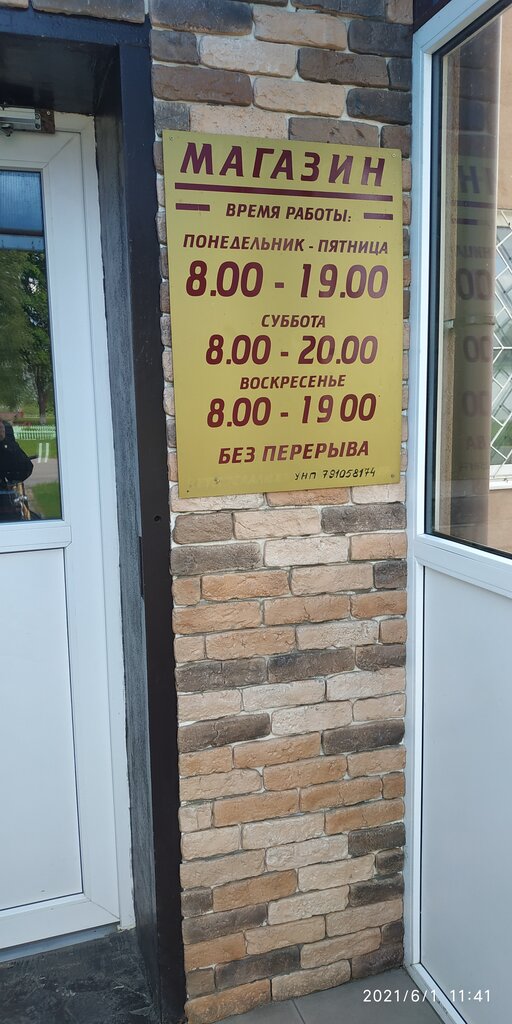 МАГАЗИН
ВРЕМЯ РАБОТЫ:
ПОНЕДЕЛЬНИК - ПЯТНИЦА
8.00 - 19.00
СУББОТА
8.00 - 20.00
ВОСКРЕСЕНЬЕ
8.00 - 19 00
БЕЗ ПЕРЕРЫВА
УНП 791058174
2021/6/1 11:41